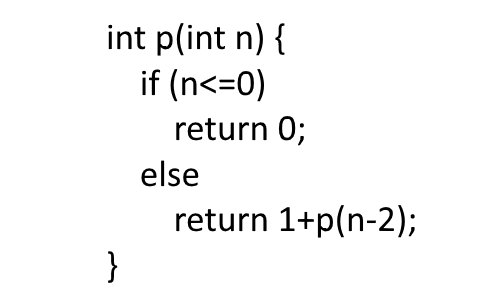 int p(int n) {
if (n<=0)
return 0;
else
return 1+p(n-2);
}